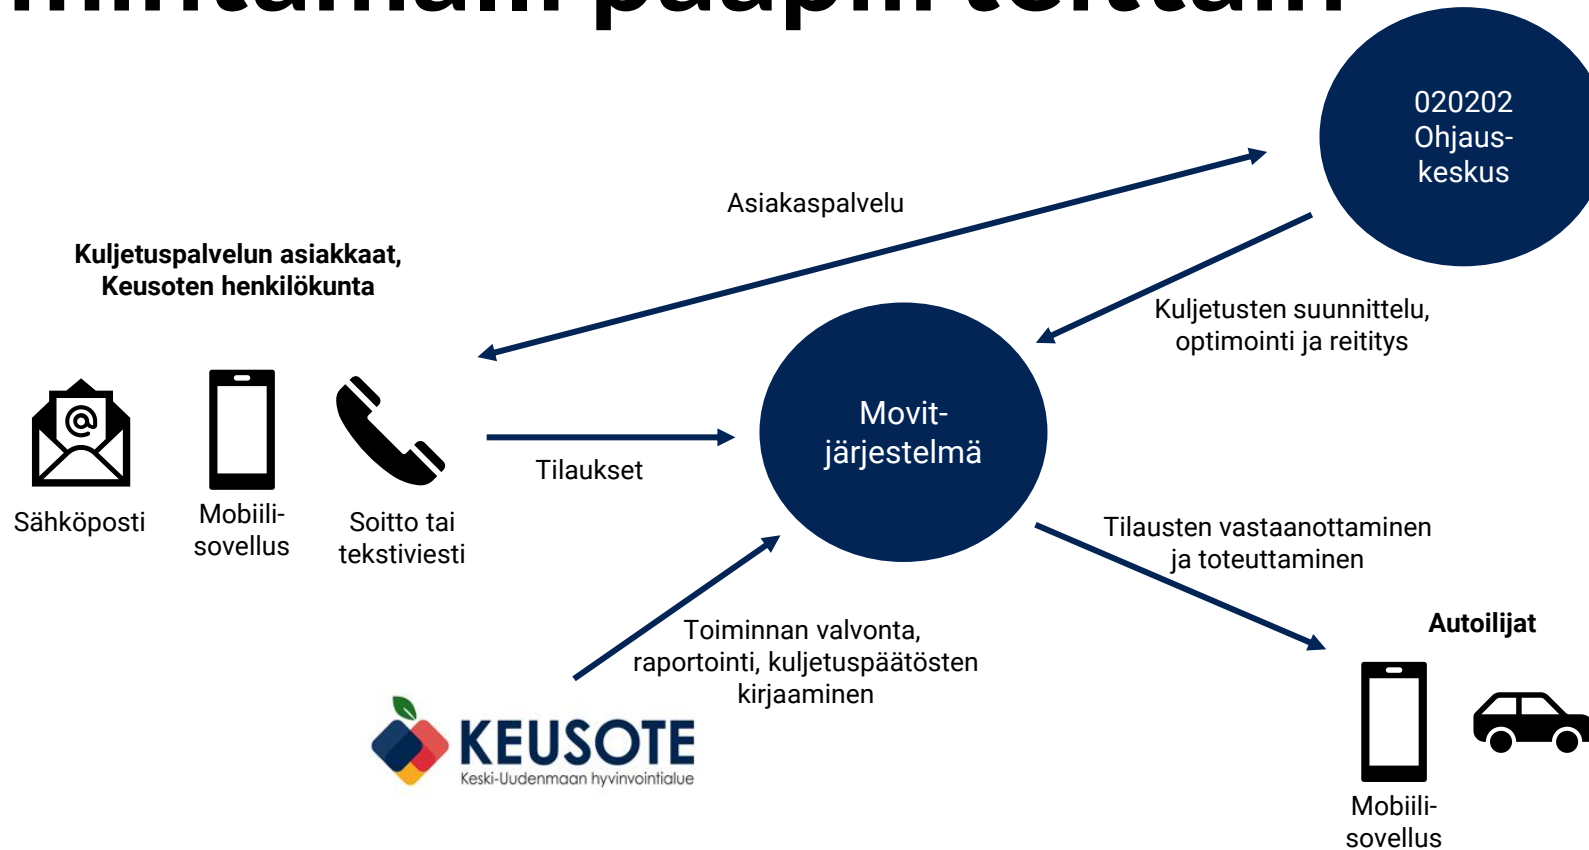 020202
Ohjaus-
keskus
Asiakaspalvelu
Kuljetuspalvelun asiakkaat,
Keusoten henkilökunta
Kuljetusten suunnittelu,
optimointi ja reititys
@
Movit-
järjestelmä
Tilaukset
Sähköposti
Mobiili-
sovellus
Soitto tai
tekstiviesti
Tilausten vastaanottaminen
ja toteuttaminen
Toiminnan valvonta,
raportointi, kuljetuspäätösten
kirjaaminen
Autoilijat
KEUSOTE
Keski-Uudenmaan hyvinvointialue
Mobiili-
sovellus